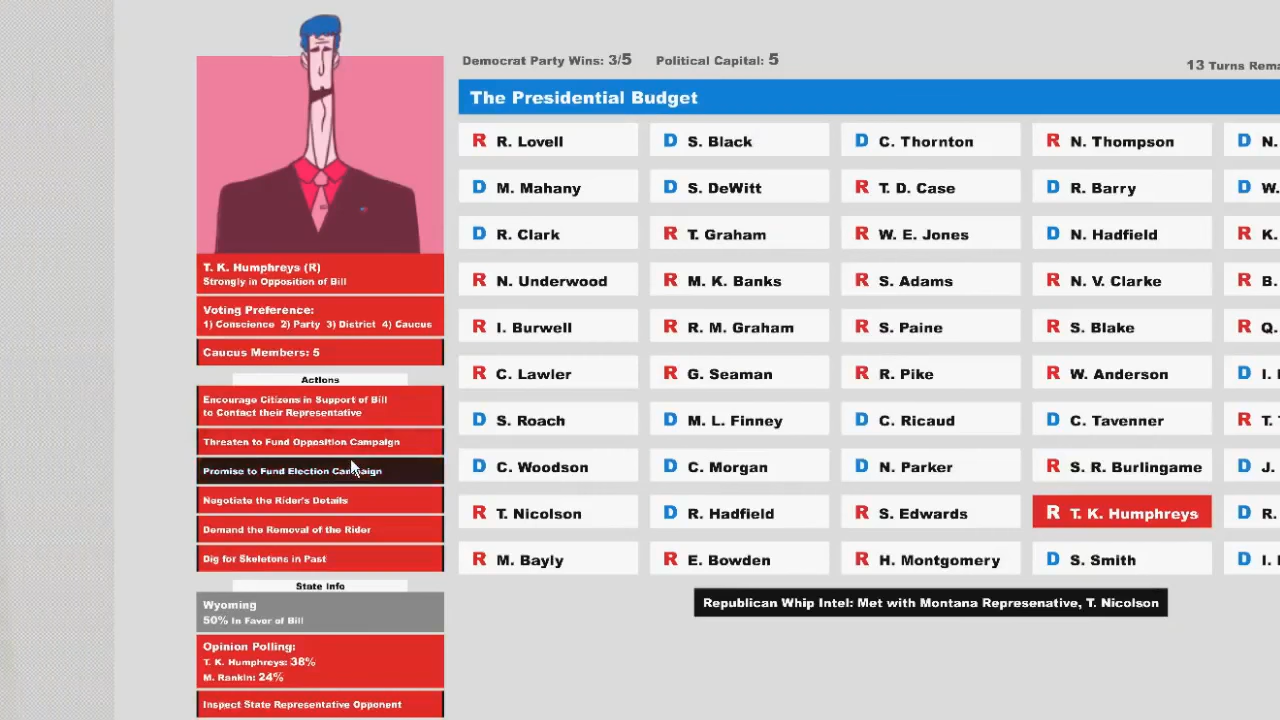 Democrat Party Wins: 3/5 Political Capital: 5
13 Turns
The Presidential Budget
R R. Lovell D S. Black D C. Thornton R N. Thompson D N.
D M. Mahany D S. DeWitt R T. D. Case D R. Barry D W.
D R. Clark R T. Graham R W. E. Jones D N. Hadfield R K.
R N. Underwood R M. K. Banks R S. Adams R N. V. Clarke R B.
R I. Burwell R R. M. Graham R S. Paine R S. Blake R Q.
R C. Lawler R G. Seaman R R. Pike R W. Anderson D I.
D S. Roach D M. L. Finney D C. Ricaud D C. Tavenner R T.
D C. Woodson D C. Morgan D N. Parker R S. R. Burlingame D J.
R T. Nicolson D R. Hadfield R S. Edwards R T. K. Humphreys D R.
R M. Bayly R E. Bowden R H. Montgomery D S. Smith D I.
Republican Whip Intel: Met with Montana Represenative, T. Nicolson
T. K. Humphreys (R)
Strongly in Opposition of Bill
Voting Preference:
1) Conscience 2) Party 3) District 4) Caucus
Caucus Members: 5
Actions
Encourage Citizens in Support of Bill
to Contact their Representative
Threaten to Fund Opposition Campaign
Promise to Fund Election Campaign
Negotiate the Rider's Details
Demand the Removal of the Rider
Dig for Skeletons in Past
State Info
Wyoming
50% In Favor of Bill
Opinion Polling:
T. K. Humphreys: 38%
M. Rankin: 24%
Inspect State Representative Opponent